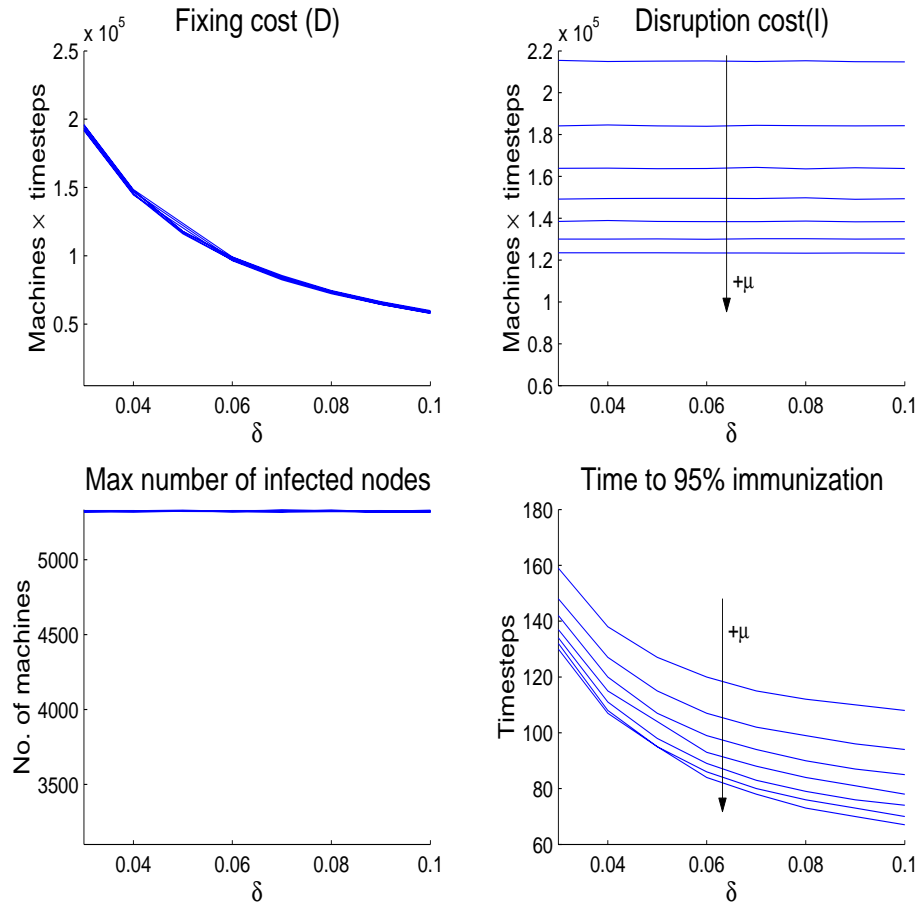 Fixing cost (D)
x 10^5
Machines × timesteps
2.5
2
1.5
1
0.5
0.04 0.06 0.08 0.1
δ
Disruption cost(I)
x 10^5
Machines × timesteps
2.2
2
1.8
1.6
1.4
1.2
1
0.8
0.6
+μ
0.04 0.06 0.08 0.1
δ
Max number of infected nodes
No. of machines
5000
4500
4000
3500
0.04 0.06 0.08 0.1
δ
Time to 95% immunization
Timesteps
180
160
140
120
100
80
60
+μ
0.04 0.06 0.08 0.1
δ